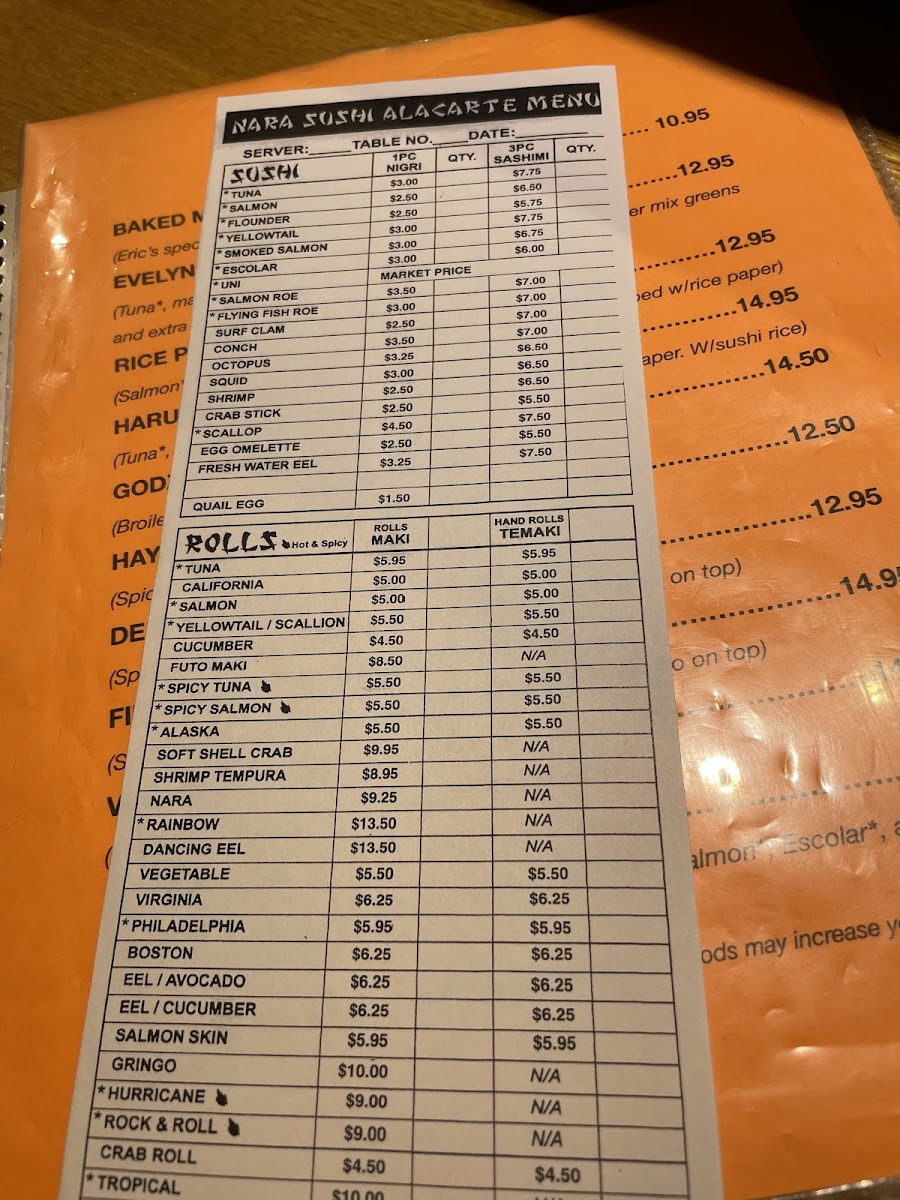 NARA SUSHI ALACARTE MENU
SERVER:_____ TABLE NO.____ DATE:________
SUSHI 1PC NIGRI QTY. 3PC SASHIMI QTY.
*TUNA $3.00 $7.75
*SALMON $2.50 $6.50
*FLOUNDER $2.50 $5.75
*YELLOWTAIL $3.00 $7.75
*SMOKED SALMON $3.00 $6.75
*ESCOLAR $3.00 $6.00
*UNI MARKET PRICE
*SALMON ROE $3.50 $7.00
*FLYING FISH ROE $3.00 $7.00
SURF CLAM $2.50 $7.00
CONCH $3.50 $7.00
OCTOPUS $3.25 $6.50
SQUID $3.00 $6.50
SHRIMP $2.50 $6.50
CRAB STICK $2.50 $5.50
*SCALLOP $4.50 $7.50
EGG OMELETTE $2.50 $5.50
FRESH WATER EEL $3.25 $7.50
QUAIL EGG $1.50
ROLLS Hot & Spicy ROLLS MAKI HAND ROLLS TEMAKI
*TUNA $5.95 $5.95
CALIFORNIA $5.00 $5.00
*SALMON $5.00 $5.00
*YELLOWTAIL / SCALLION $5.50 $5.50
CUCUMBER $4.50 $4.50
FUTO MAKI $8.50 N/A
*SPICY TUNA $5.50 $5.50
*SPICY SALMON $5.50 $5.50
*ALASKA $5.50 $5.50
SOFT SHELL CRAB $9.95 N/A
SHRIMP TEMPURA $8.95 N/A
NARA $9.25 N/A
*RAINBOW $13.50 N/A
DANCING EEL $13.50 N/A
VEGETABLE $5.50 $5.50
VIRGINIA $6.25 $6.25
*PHILADELPHIA $5.95 $5.95
BOSTON $6.25 $6.25
EEL / AVOCADO $6.25 $6.25
EEL / CUCUMBER $6.25 $6.25
SALMON SKIN $5.95 $5.95
GRINGO $10.00 N/A
*HURRICANE $9.00 N/A
*ROCK & ROLL $9.00 N/A
CRAB ROLL $4.50 $4.50
*TROPICAL $10.00
BAKED
(Eric's spec
EVELYN
(Tuna*, ma
and extra
RICE P
(Salmon*
HARU
(Tuna*,
GOD
(Broile
HAY
(Spic
DE
(Sp
FI
(S
.... 10.95
.......12.95
er mix greens
...........12.95
ped w/rice paper)
...........14.95
aper. W/sushi rice)
..............14.50
.................12.50
...................12.95
on top)
.....................14.95
o on top)
almon*, Escolar*, a
ods may increase y